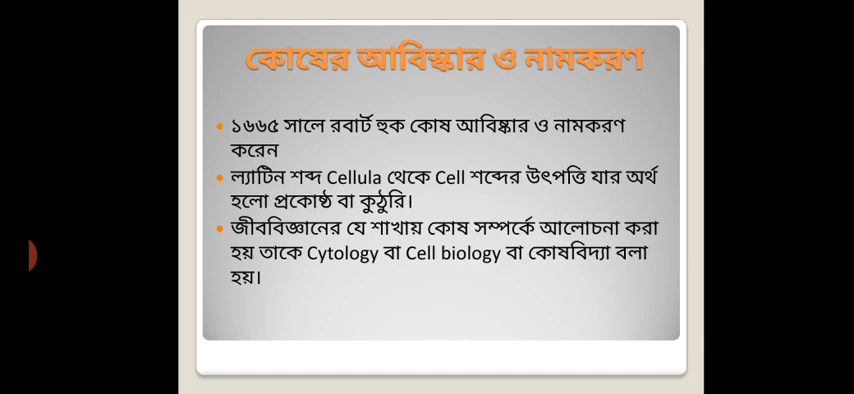 কোষের আবিস্কার ও নামকরণ
• ১৬৬৫ সালে রবার্ট হুক কোষ আবিষ্কার ও নামকরণ
করেন
• ল্যাটিন শব্দ Cellula থেকে Cell শব্দের উৎপত্তি যার অর্থ
হলো প্রকোষ্ঠ বা কুঠুরি।
• জীববিজ্ঞানের যে শাখায় কোষ সম্পর্কে আলোচনা করা
হয় তাকে Cytology বা Cell biology বা কোষবিদ্যা বলা
হয়।